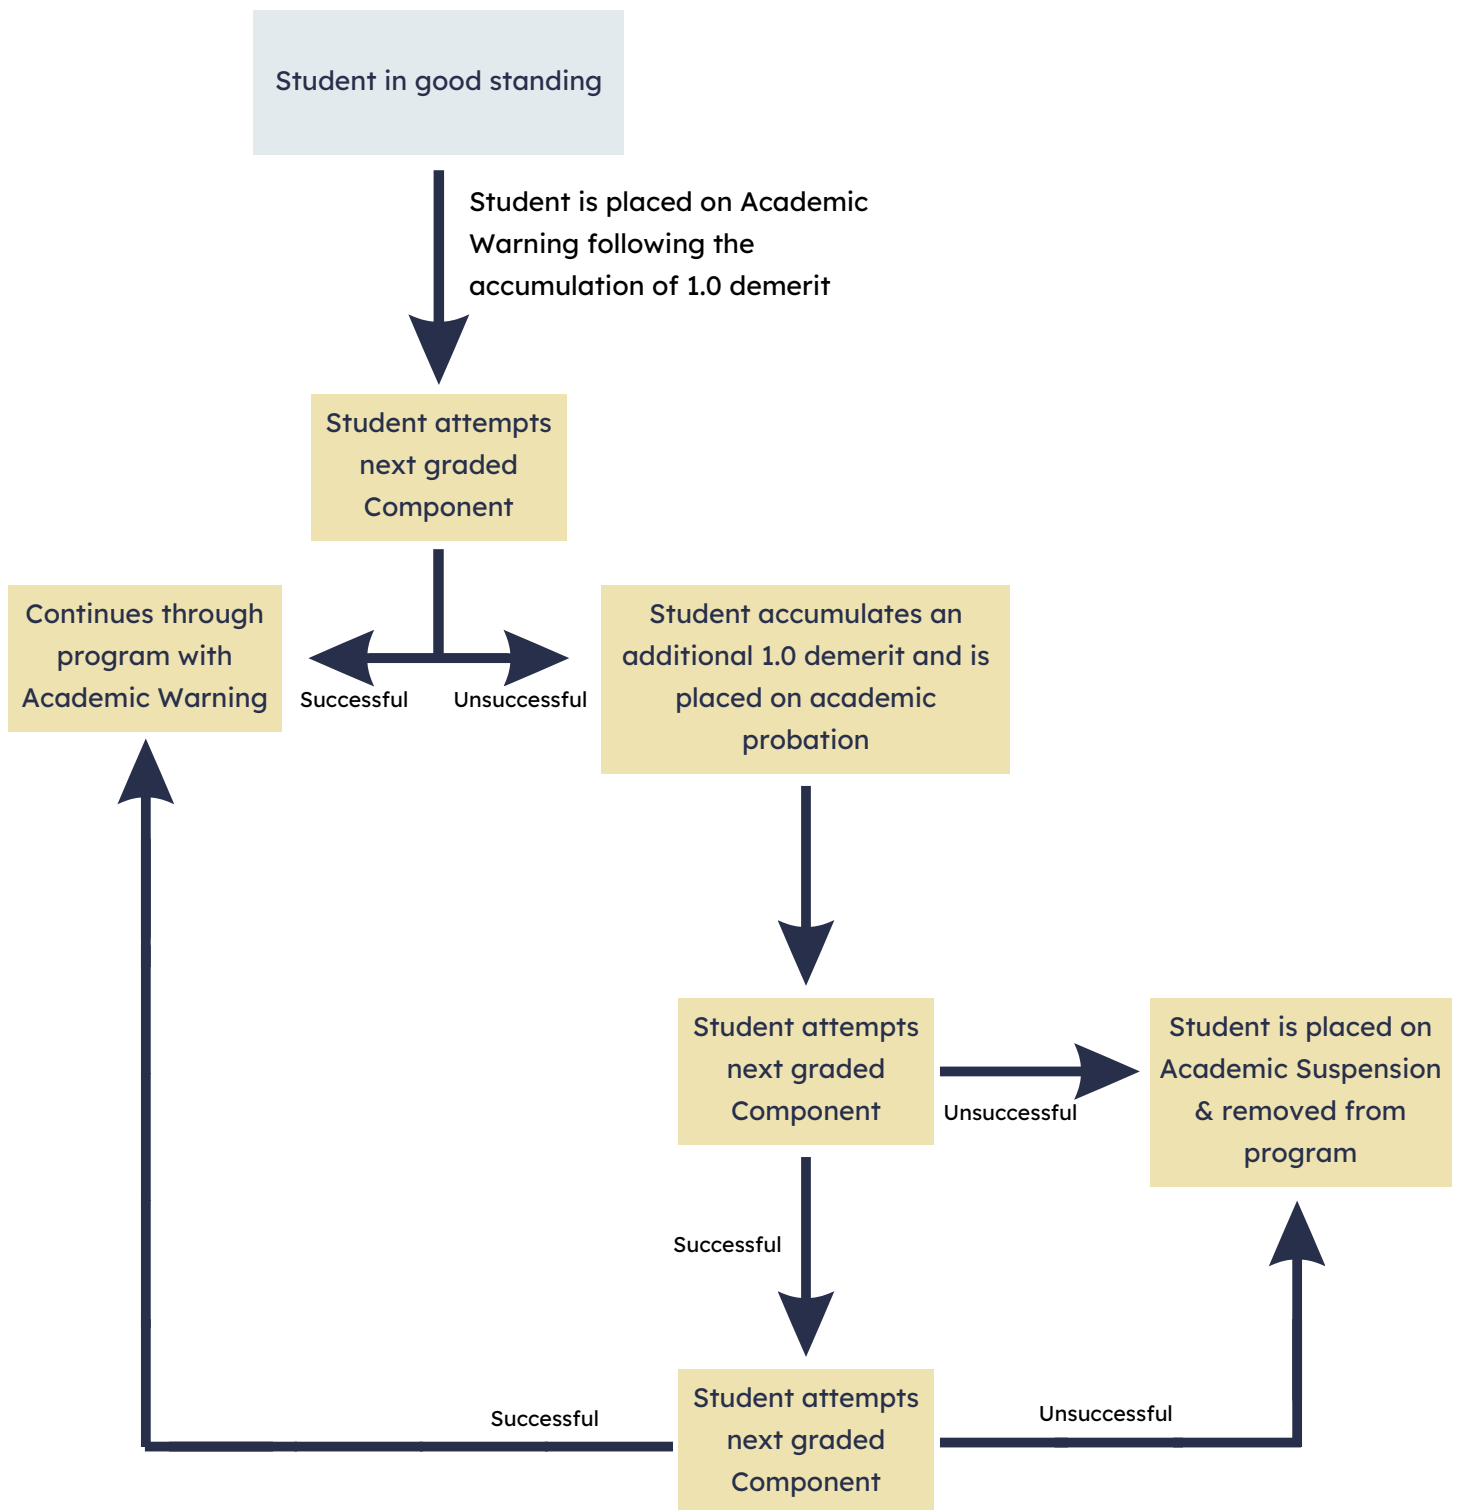 Student in good standing
Student is placed on Academic
Warning following the
accumulation of 1.0 demerit
Student attempts
next graded
Component
Continues through
program with
Academic Warning
Successful
Unsuccessful
Student accumulates an
additional 1.0 demerit and is
placed on academic
probation
Student attempts
next graded
Component
Unsuccessful
Student is placed on
Academic Suspension
& removed from
program
Successful
Student attempts
next graded
Component
Successful
Unsuccessful